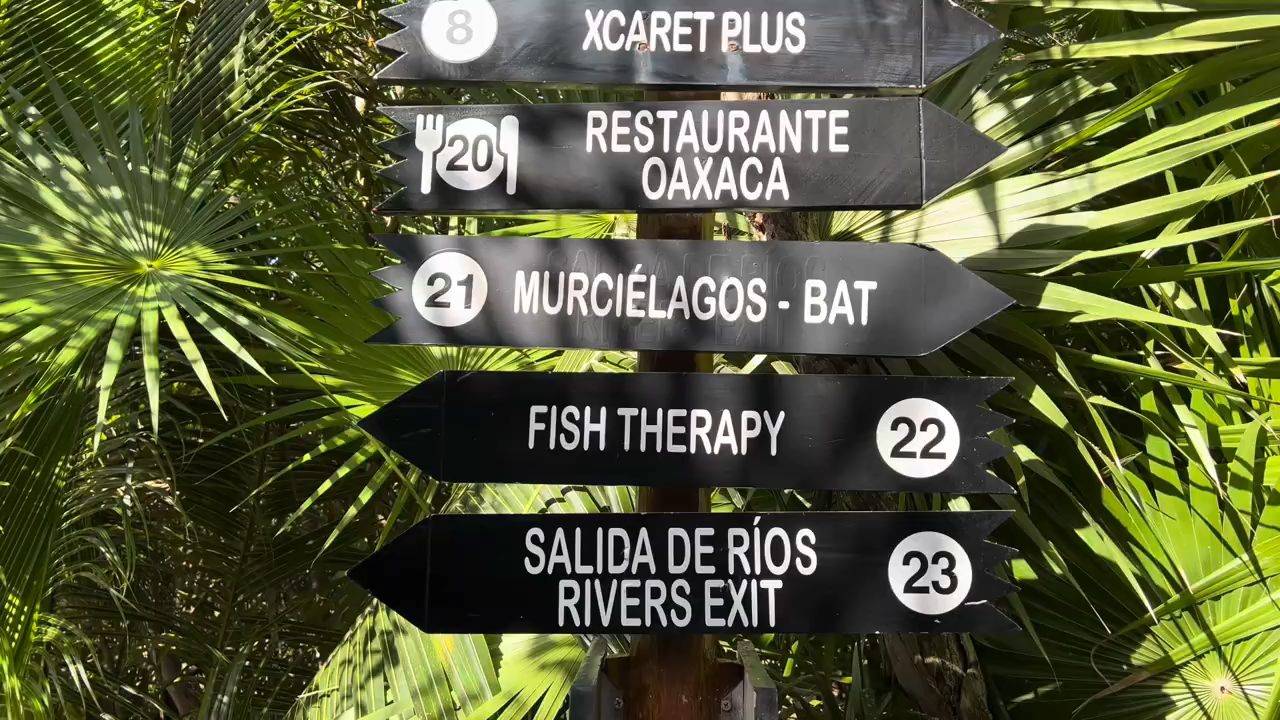 8 XCARET PLUS
20 RESTAURANTE
OAXACA
21 MURCIÉLAGOS - BAT
FISH THERAPY 22
SALIDA DE RÍOS 23
RIVERS EXIT